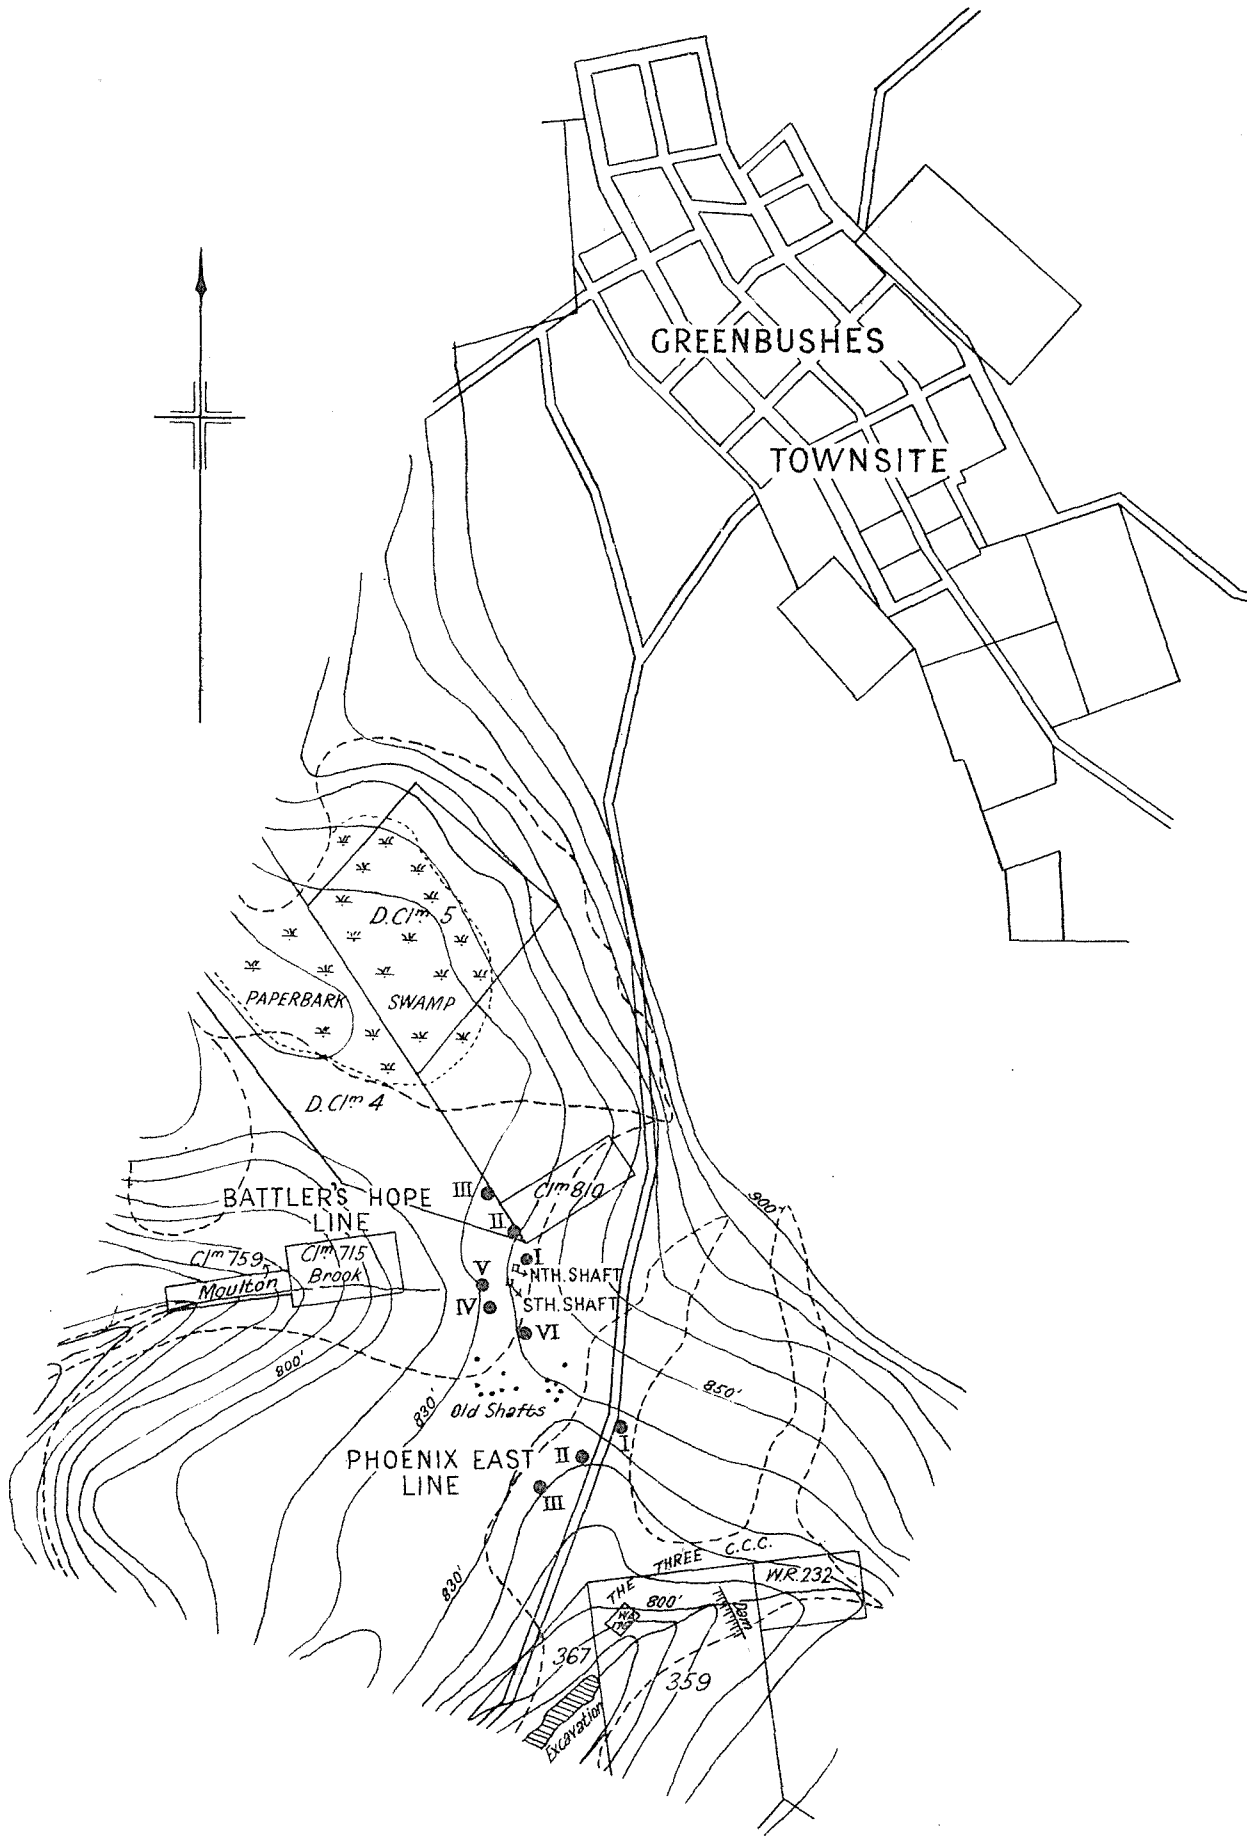 GREENBUSHES
TOWNSITE
D.Clm 5
PAPERBARK SWAMP
D.Clm 4
BATTLER'S HOPE
LINE
III
Clm 810
II
900'
I
Clm 759
Clm 715
Moulton
Brook
V
NTH. SHAFT
IV
STH. SHAFT
VI
800'
850'
830'
Old Shafts
PHOENIX EAST
LINE
I
II
III
830'
THE THREE C.C.C.
W.R. 232
800'
Dam
367
359
Excavation